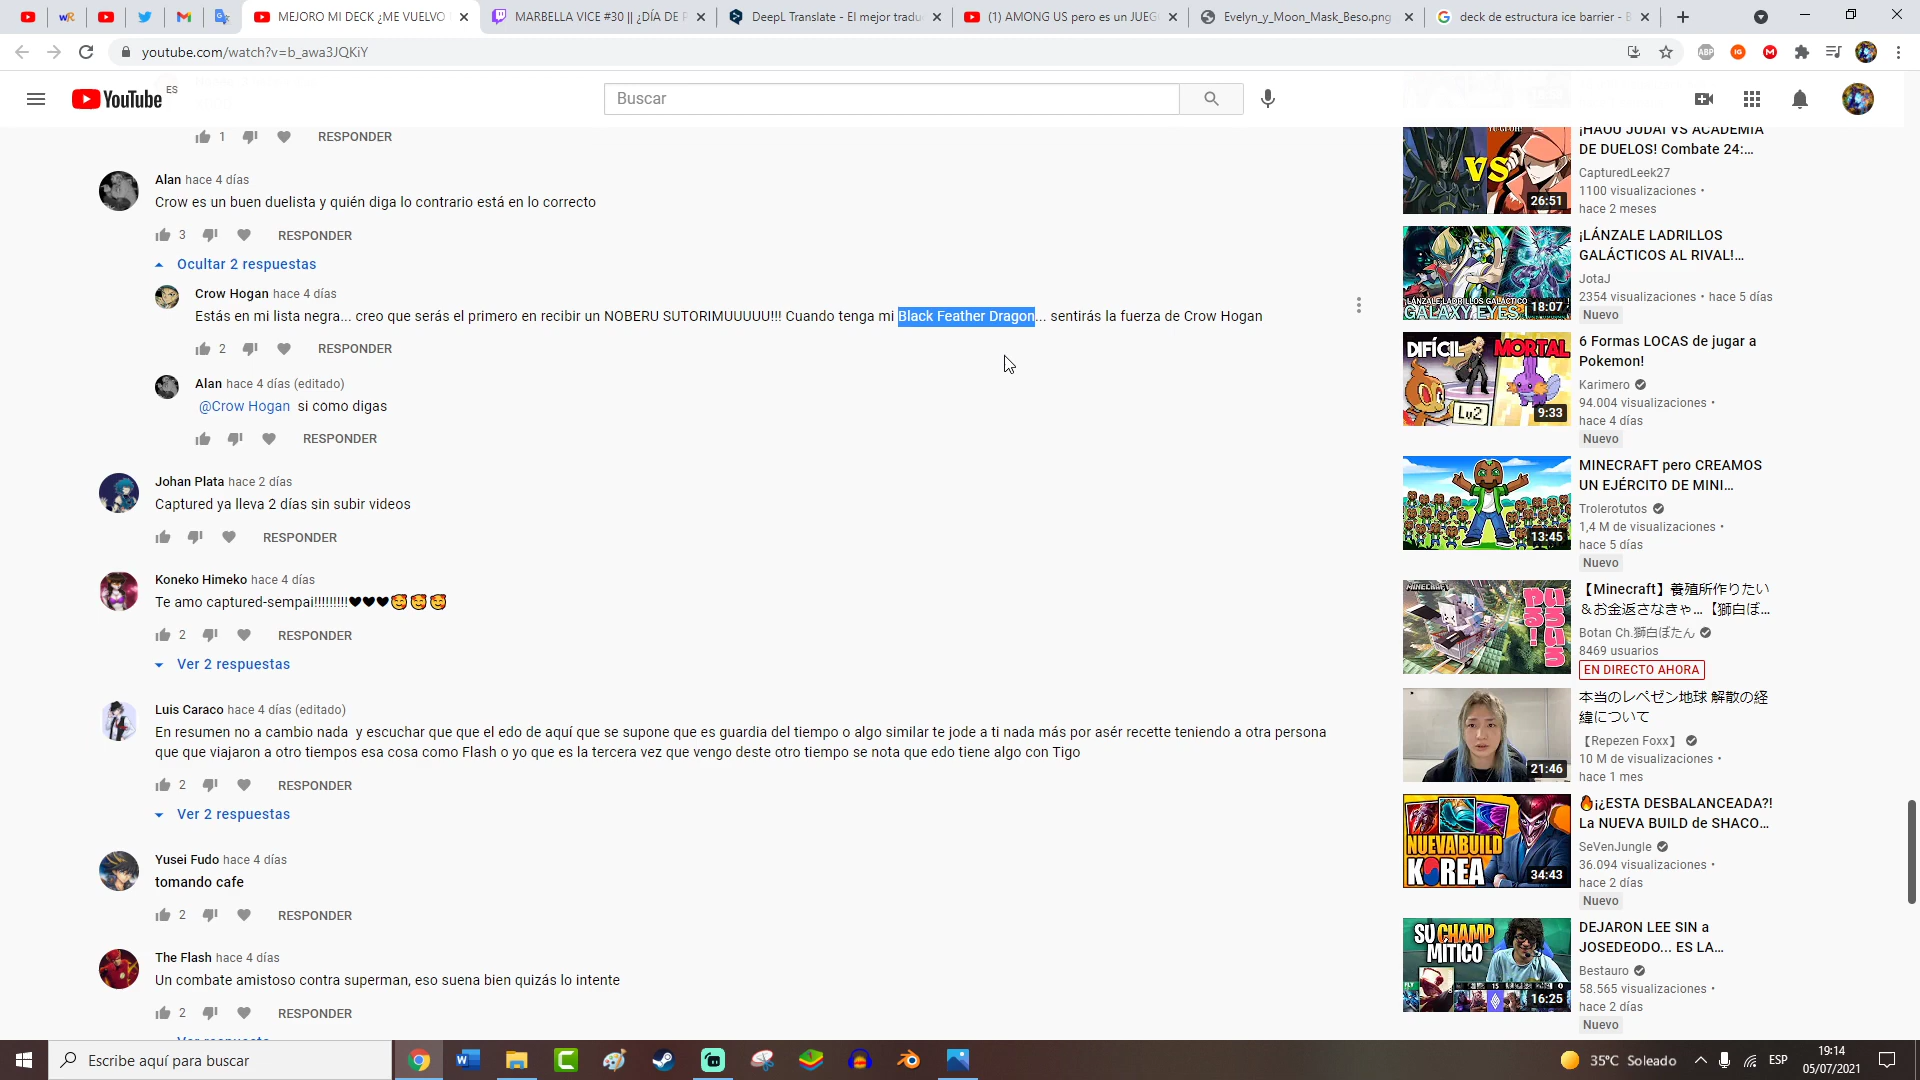 MEJORO MI DECK ¿ME VUELVO
MARBELLA VICE #30 || ¿DÍA DE P
DeepL Translate - El mejor tradu
(1) AMONG US pero es un JUEG
Evelyn_y_Moon_Mask_Beso.png
deck de estructura ice barrier - B
youtube.com/watch?v=b_awa3JQKiY
YouTube ES
Buscar
1 RESPONDER
Alan hace 4 días
Crow es un buen duelista y quién diga lo contrario está en lo correcto
3 RESPONDER
Ocultar 2 respuestas
Crow Hogan hace 4 días
Estás en mi lista negra... creo que serás el primero en recibir un NOBERU SUTORIMUUUUU!!! Cuando tenga mi Black Feather Dragon... sentirás la fuerza de Crow Hogan
2 RESPONDER
Alan hace 4 días (editado)
@Crow Hogan si como digas
RESPONDER
Johan Plata hace 2 días
Captured ya lleva 2 días sin subir videos
RESPONDER
Koneko Himeko hace 4 días
Te amo captured-sempai!!!!!!!!!♥♥♥🥰🥰🥰
2 RESPONDER
Ver 2 respuestas
Luis Caraco hace 4 días (editado)
En resumen no a cambio nada y escuchar que que el edo de aquí que se supone que es guardia del tiempo o algo similar te jode a ti nada más por asér recette teniendo a otra persona
que que viajaron a otro tiempos esa cosa como Flash o yo que es la tercera vez que vengo deste otro tiempo se nota que edo tiene algo con Tigo
2 RESPONDER
Ver 2 respuestas
Yusei Fudo hace 4 días
tomando cafe
2 RESPONDER
The Flash hace 4 días
Un combate amistoso contra superman, eso suena bien quizás lo intente
2 RESPONDER
VS
26:51
¡HAOU JUDAI VS ACADEMIA
DE DUELOS! Combate 24:...
CapturedLeek27
1100 visualizaciones •
hace 2 meses
¡LÁNZALE LADRILLOS GALÁCTICO
GALAXY EYES!
18:07
¡LÁNZALE LADRILLOS
GALÁCTICOS AL RIVAL!...
JotaJ
2354 visualizaciones • hace 5 días
Nuevo
DIFÍCIL MORTAL
Lv2
9:33
6 Formas LOCAS de jugar a
Pokemon!
Karimero
94.004 visualizaciones •
hace 4 días
Nuevo
13:45
MINECRAFT pero CREAMOS
UN EJÉRCITO DE MINI...
Trolerotutos
1,4 M de visualizaciones •
hace 5 días
Nuevo
MINECRAFT
いろいろ
やる!
【Minecraft】養殖所作りたい
＆お金返さなきゃ...【獅白ぼ...
Botan Ch.獅白ぼたん
8469 usuarios
EN DIRECTO AHORA
21:46
本当のレペゼン地球 解散の経
緯について
【Repezen Foxx】
10 M de visualizaciones •
hace 1 mes
NUEVA BUILD
KOREA
34:43
🔥¡¿ESTA DESBALANCEADA?!
La NUEVA BUILD de SHACO...
SeVenJungle
36.094 visualizaciones •
hace 2 días
Nuevo
SU CHAMP
MITICO
16:25
DEJARON LEE SIN a
JOSEDEODO... ES LA...
Bestauro
58.565 visualizaciones •
hace 2 días
Nuevo
Escribe aquí para buscar
35°C Soleado
ESP
19:14
05/07/2021